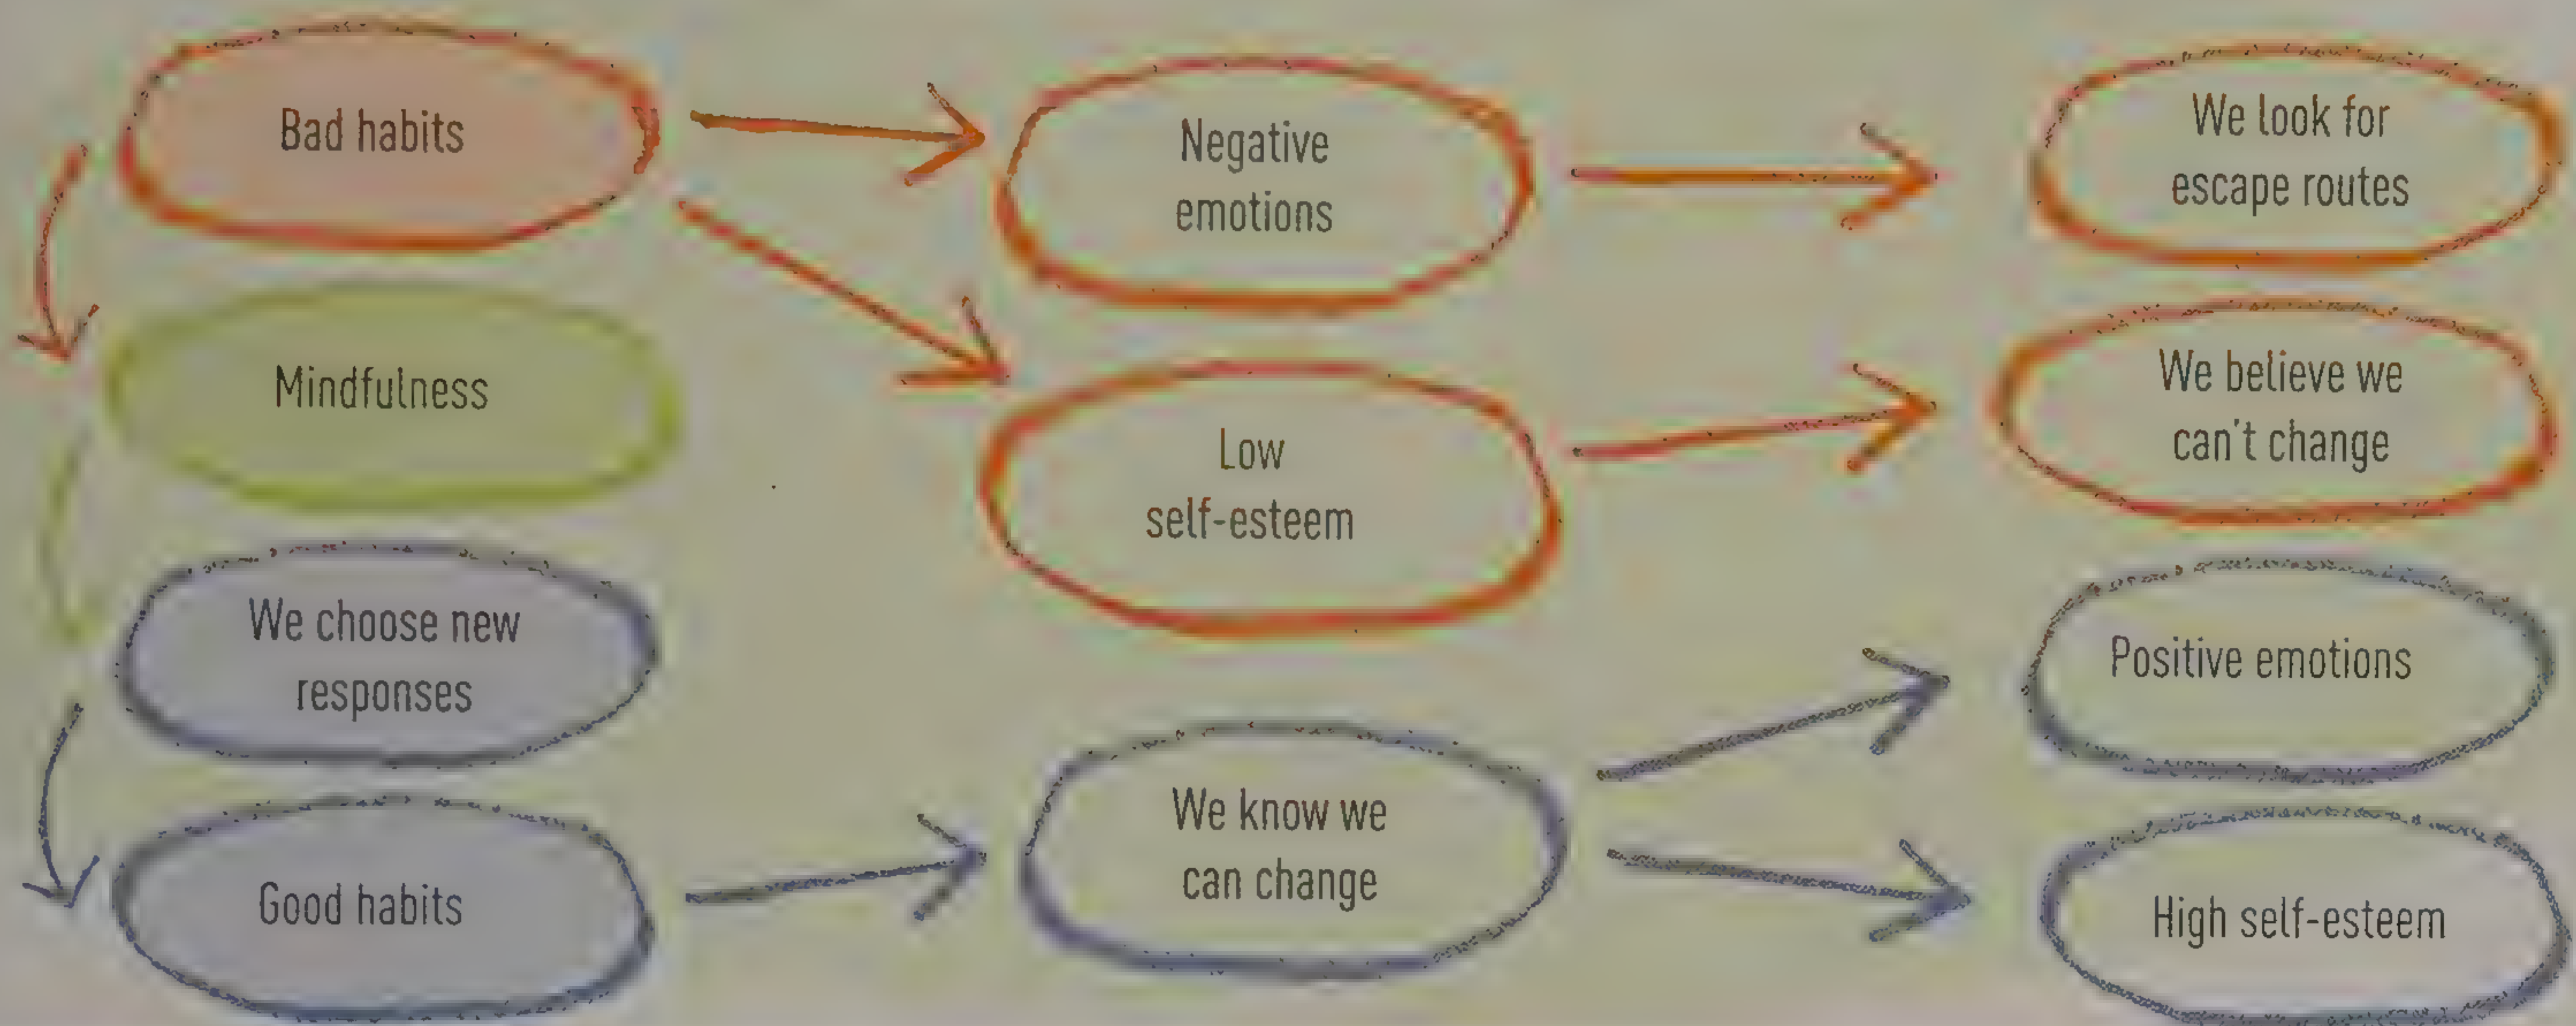 Bad habits
Negative
emotions
We look for
escape routes
Mindfulness
Low
self-esteem
We believe we
can't change
We choose new
responses
Positive emotions
Good habits
We know we
can change
High self-esteem